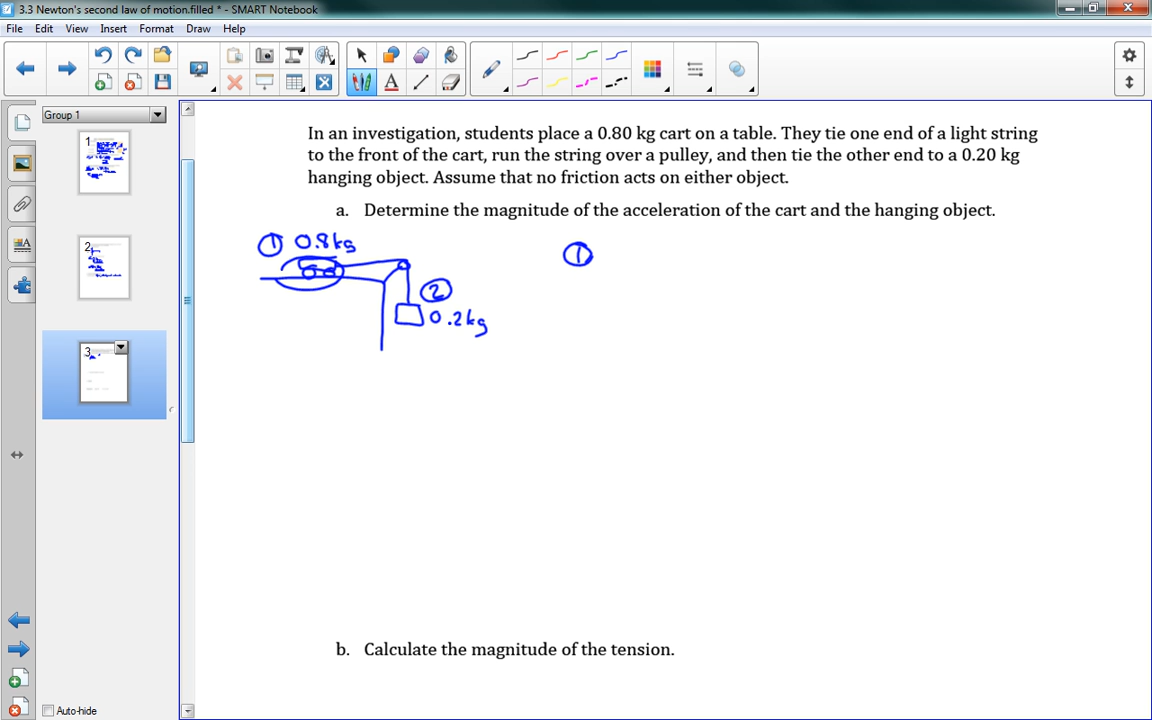 3.3 Newton's second law of motion.filled * - SMART Notebook
File Edit View Insert Format Draw Help
Group 1
1
2
3
In an investigation, students place a 0.80 kg cart on a table. They tie one end of a light string
to the front of the cart, run the string over a pulley, and then tie the other end to a 0.20 kg
hanging object. Assume that no friction acts on either object.
a. Determine the magnitude of the acceleration of the cart and the hanging object.
① 0.8kg
①
②
0.2kg
b. Calculate the magnitude of the tension.
Auto-hide